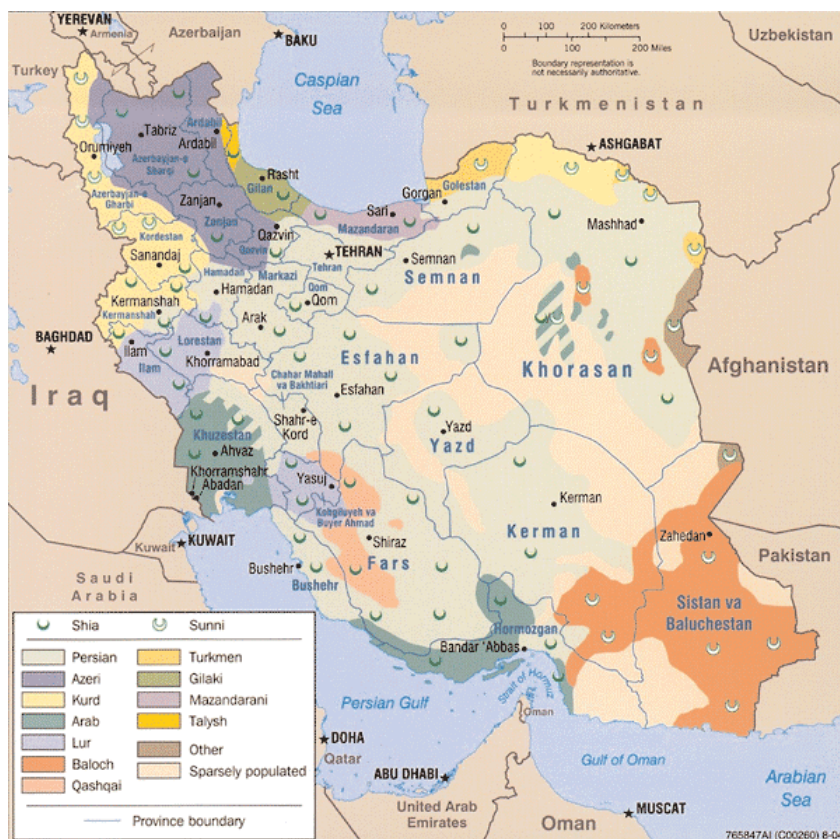 YEREVAN
Armenia
Azerbaijan
BAKU
0 100 200 Kilometers
0 100 200 Miles
Boundary representation is
not necessarily authoritative.
Uzbekistan
Turkey
Caspian
Sea
Turkmenistan
Ardabil
Tabriz
Ardabil
ASHGABAT
Orumiyeh
Azerbayjan-e
Sharqi
Rasht
Gilan
Golestan
Gorgan
Azerbayjan-e
Gharbi
Zanjan
Zanjan
Sari
Mazandaran
Mashhad
Kordestan
Qazvin
Qazvin
TEHRAN
Tehran
Semnan
Semnan
Sanandaj
Hamadan
Markazi
Hamadan
Qom
Qom
Kermanshah
Kermanshah
Arak
BAGHDAD
Ilam
Lorestan
Khorramabad
Ilam
Esfahan
Khorasan
Afghanistan
Iraq
Chahar Mahall
va Bakhtiari
Esfahan
Shahr-e
Kord
Yazd
Yazd
Khuzestan
Ahvaz
Khorramshahr
Abadan
Yasuj
Kohgiluyeh va
Buyer Ahmad
Kerman
Kerman
Zahedan
KUWAIT
Kuwait
Shiraz
Fars
Pakistan
Saudi
Arabia
Bushehr
Bushehr
Sistan va
Baluchestan
Hormozgan
Bandar 'Abbas
Strait of Hormuz
Oman
Persian Gulf
DOHA
Qatar
Gulf of Oman
ABU DHABI
United Arab
Emirates
Oman
MUSCAT
Arabian
Sea
Shia
Sunni
Persian
Turkmen
Azeri
Gilaki
Kurd
Mazandarani
Arab
Talysh
Lur
Other
Baloch
Sparsely populated
Qashqai
Province boundary